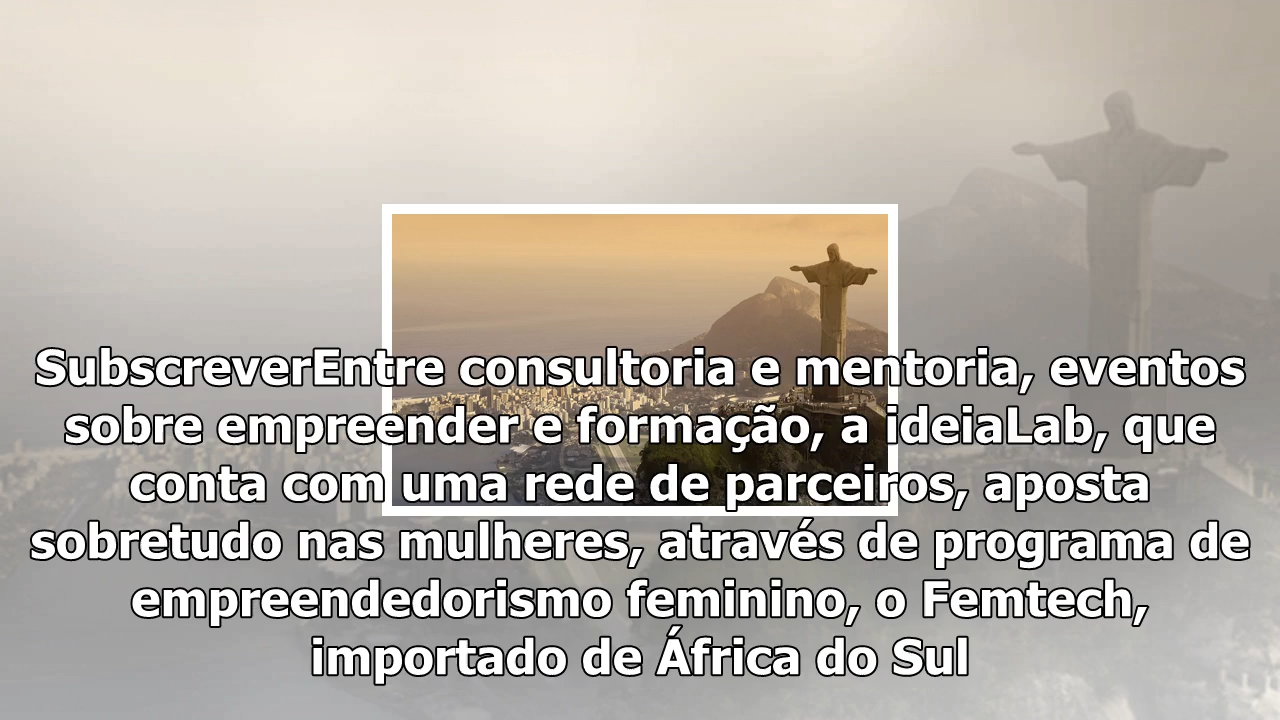 SubscreverEntre consultoria e mentoria, eventos
sobre empreender e formação, a ideiaLab, que
conta com uma rede de parceiros, aposta
sobretudo nas mulheres, através de programa de
empreendedorismo feminino, o Femtech,
importado de África do Sul